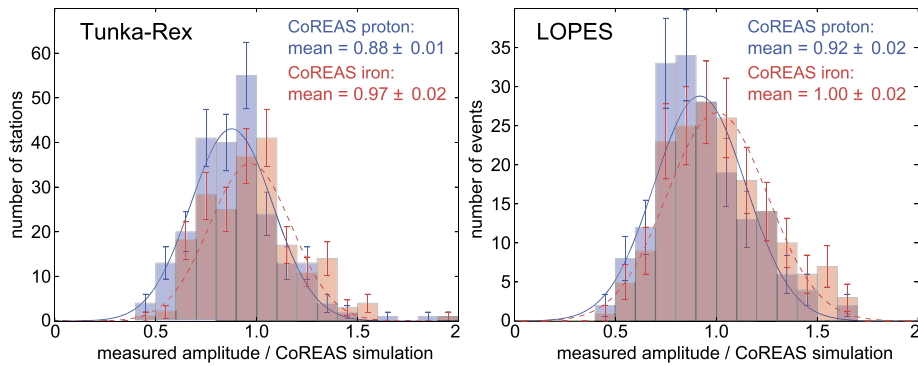 Tunka-Rex
CoREAS proton:
mean = 0.88 ± 0.01
CoREAS iron:
mean = 0.97 ± 0.02
number of stations
60
50
40
30
20
10
0
0
0.5
1.0
1.5
2
measured amplitude / CoREAS simulation
LOPES
CoREAS proton:
mean = 0.92 ± 0.02
CoREAS iron:
mean = 1.00 ± 0.02
number of events
35
30
25
20
15
10
5
0
0
0.5
1.0
1.5
2
measured amplitude / CoREAS simulation